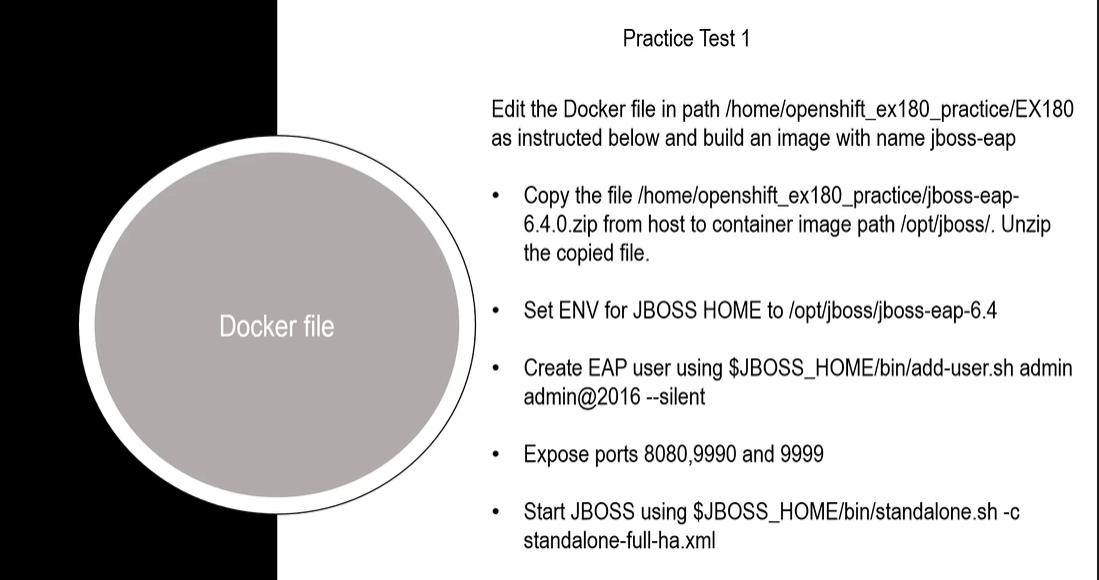 Practice Test 1
Edit the Docker file in path /home/openshift_ex180_practice/EX180
as instructed below and build an image with name jboss-eap
• Copy the file /home/openshift_ex180_practice/jboss-eap-
6.4.0.zip from host to container image path /opt/jboss/. Unzip
the copied file.
• Set ENV for JBOSS HOME to /opt/jboss/jboss-eap-6.4
• Create EAP user using $JBOSS_HOME/bin/add-user.sh admin
admin@2016 --silent
• Expose ports 8080,9990 and 9999
• Start JBOSS using $JBOSS_HOME/bin/standalone.sh -c
standalone-full-ha.xml
Docker file